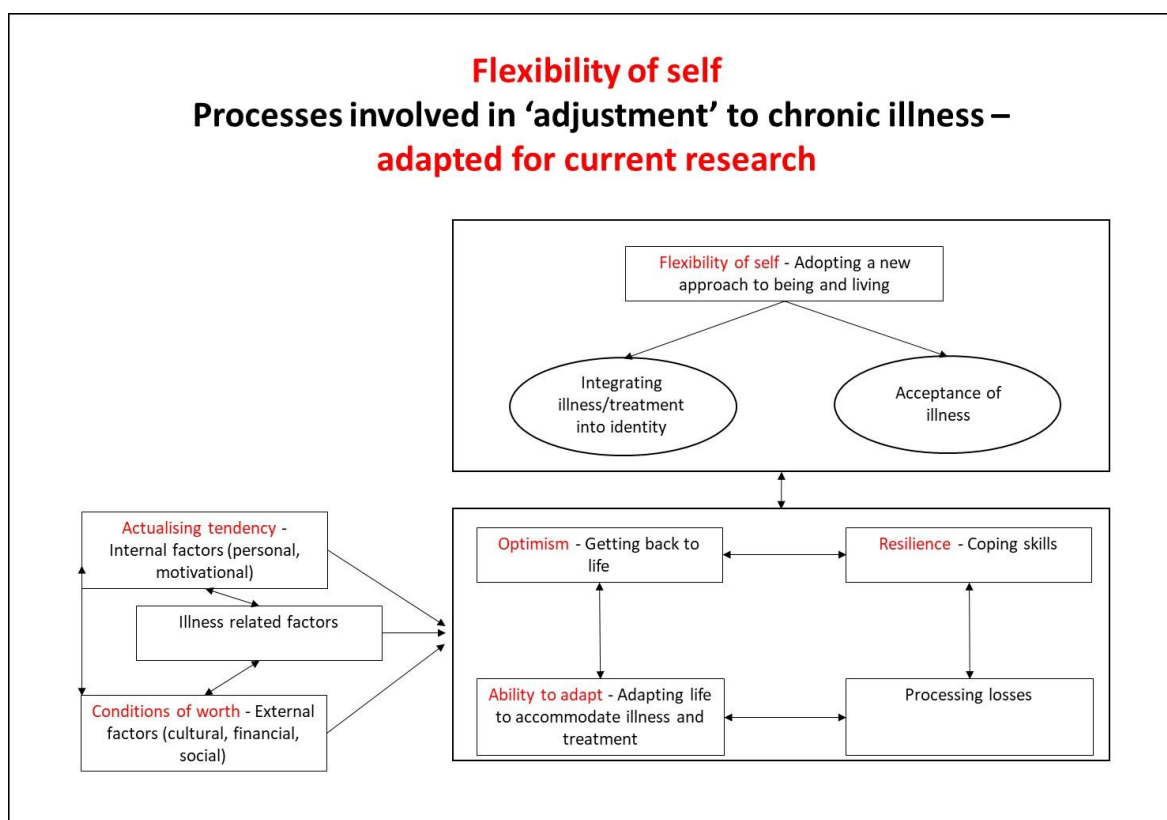 Flexibility of self
Processes involved in ‘adjustment’ to chronic illness –
adapted for current research
Flexibility of self - Adopting a new
approach to being and living
Integrating
illness/treatment
into identity
Acceptance of
illness
Actualising tendency -
Internal factors (personal,
motivational)
Illness related factors
Conditions of worth - External
factors (cultural, financial,
social)
Optimism - Getting back to
life
Resilience - Coping skills
Ability to adapt - Adapting life
to accommodate illness and
treatment
Processing losses